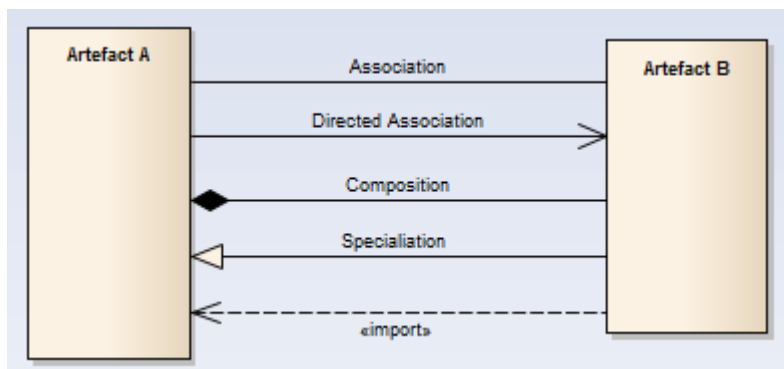 Artefact A
Association
Artefact B
Directed Association
Composition
Specialiation
«import»